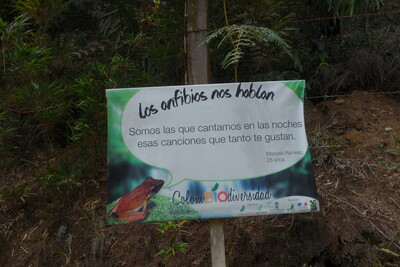 Los anfibios nos hablan
Somos las que cantamos en las noches
esas canciones que tanto te gustan.
Marcela Ramírez
25 años
ColomBIOdiversidad